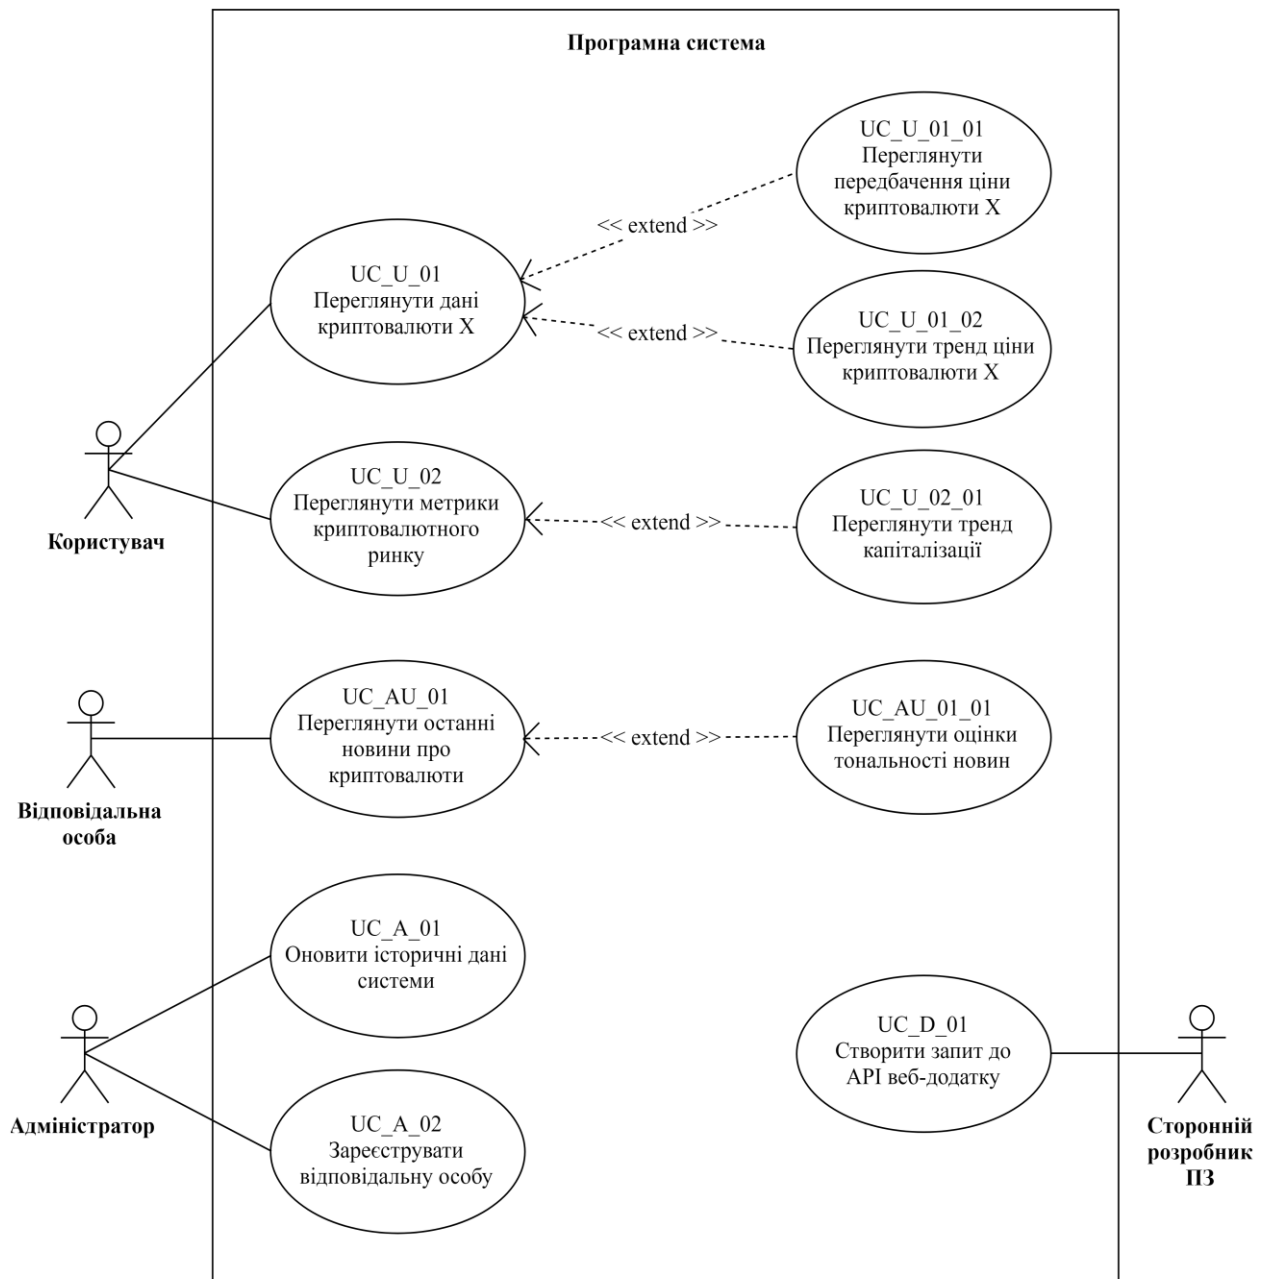 Програмна система
UC_U_01_01
Переглянути
передбачення ціни
криптовалюти X
<< extend >>
UC_U_01
Переглянути дані
криптовалюти X
<< extend >>
UC_U_01_02
Переглянути тренд ціни
криптовалюти X
Користувач
UC_U_02
Переглянути метрики
криптовалютного
ринку
<< extend >>
UC_U_02_01
Переглянути тренд
капіталізації
Відповідальна
особа
UC_AU_01
Переглянути останні
новини про
криптовалюти
<< extend >>
UC_AU_01_01
Переглянути оцінки
тональності новин
UC_A_01
Оновити історичні дані
системи
Адміністратор
UC_A_02
Зареєструвати
відповідальну особу
UC_D_01
Створити запит до
API веб-додатку
Сторонній
розробник
ПЗ